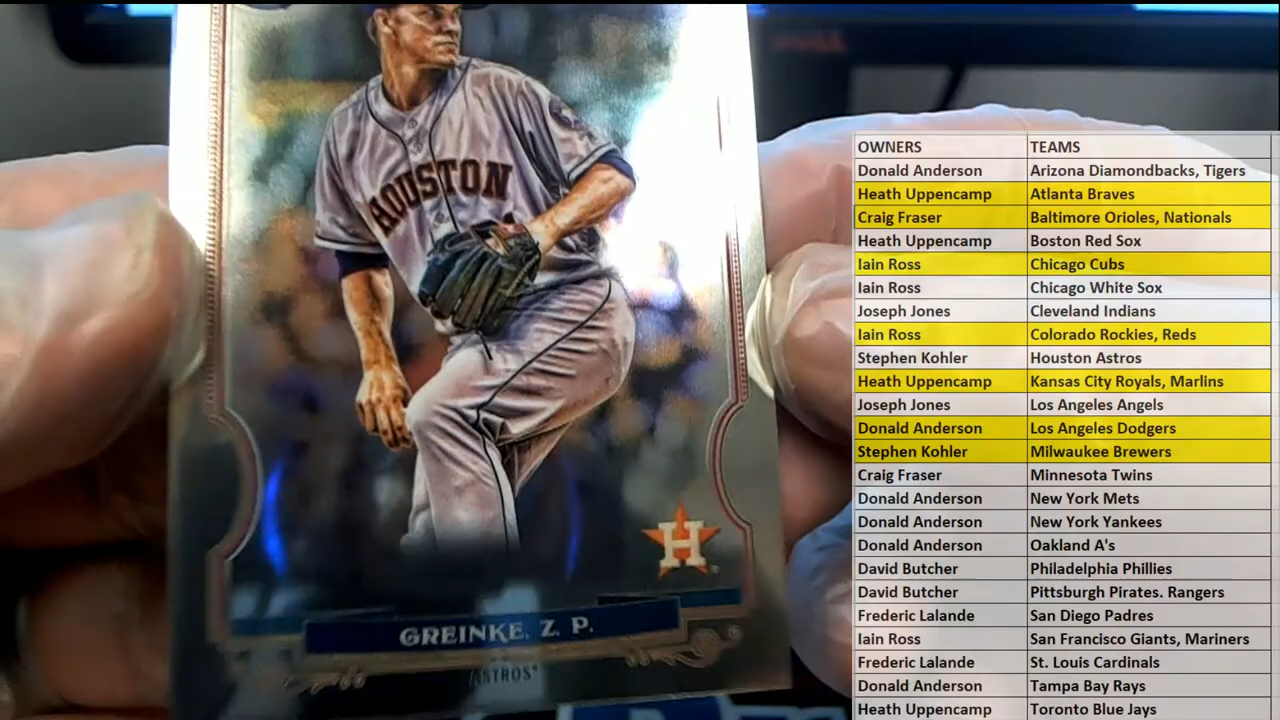 HOUSTON
H
GREINKE, Z. P.
ASTROS
OWNERS TEAMS
Donald Anderson Arizona Diamondbacks, Tigers
Heath Uppencamp Atlanta Braves
Craig Fraser Baltimore Orioles, Nationals
Heath Uppencamp Boston Red Sox
Iain Ross Chicago Cubs
Iain Ross Chicago White Sox
Joseph Jones Cleveland Indians
Iain Ross Colorado Rockies, Reds
Stephen Kohler Houston Astros
Heath Uppencamp Kansas City Royals, Marlins
Joseph Jones Los Angeles Angels
Donald Anderson Los Angeles Dodgers
Stephen Kohler Milwaukee Brewers
Craig Fraser Minnesota Twins
Donald Anderson New York Mets
Donald Anderson New York Yankees
Donald Anderson Oakland A's
David Butcher Philadelphia Phillies
David Butcher Pittsburgh Pirates. Rangers
Frederic Lalande San Diego Padres
Iain Ross San Francisco Giants, Mariners
Frederic Lalande St. Louis Cardinals
Donald Anderson Tampa Bay Rays
Heath Uppencamp Toronto Blue Jays